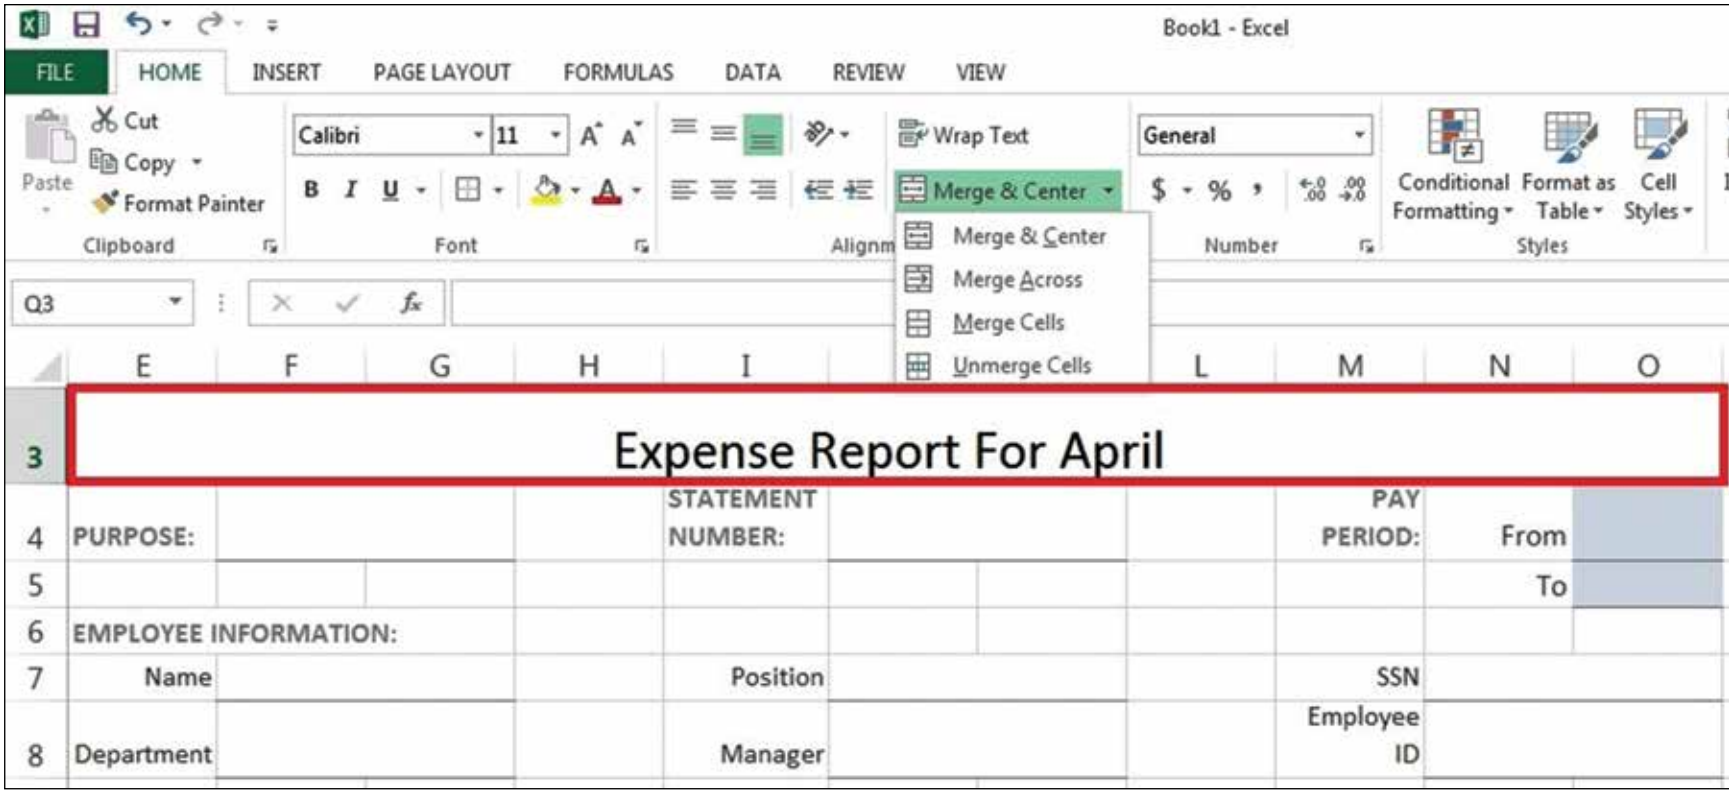 Book1 - Excel
FILE HOME INSERT PAGE LAYOUT FORMULAS DATA REVIEW VIEW
Paste
Cut
Copy
Format Painter
Clipboard
Calibri 11 A A
B I U A
Font
Wrap Text
Merge & Center
Alignm
General
$ % ,
.00 .0
Number
Conditional Formatting
Format as Table
Cell Styles
Styles
Merge & Center
Merge Across
Merge Cells
Unmerge Cells
Q3 fx
E F G H I L M N O
3 Expense Report For April
4 PURPOSE: STATEMENT NUMBER: PAY PERIOD: From
5 To
6 EMPLOYEE INFORMATION:
7 Name Position SSN
8 Department Manager Employee ID